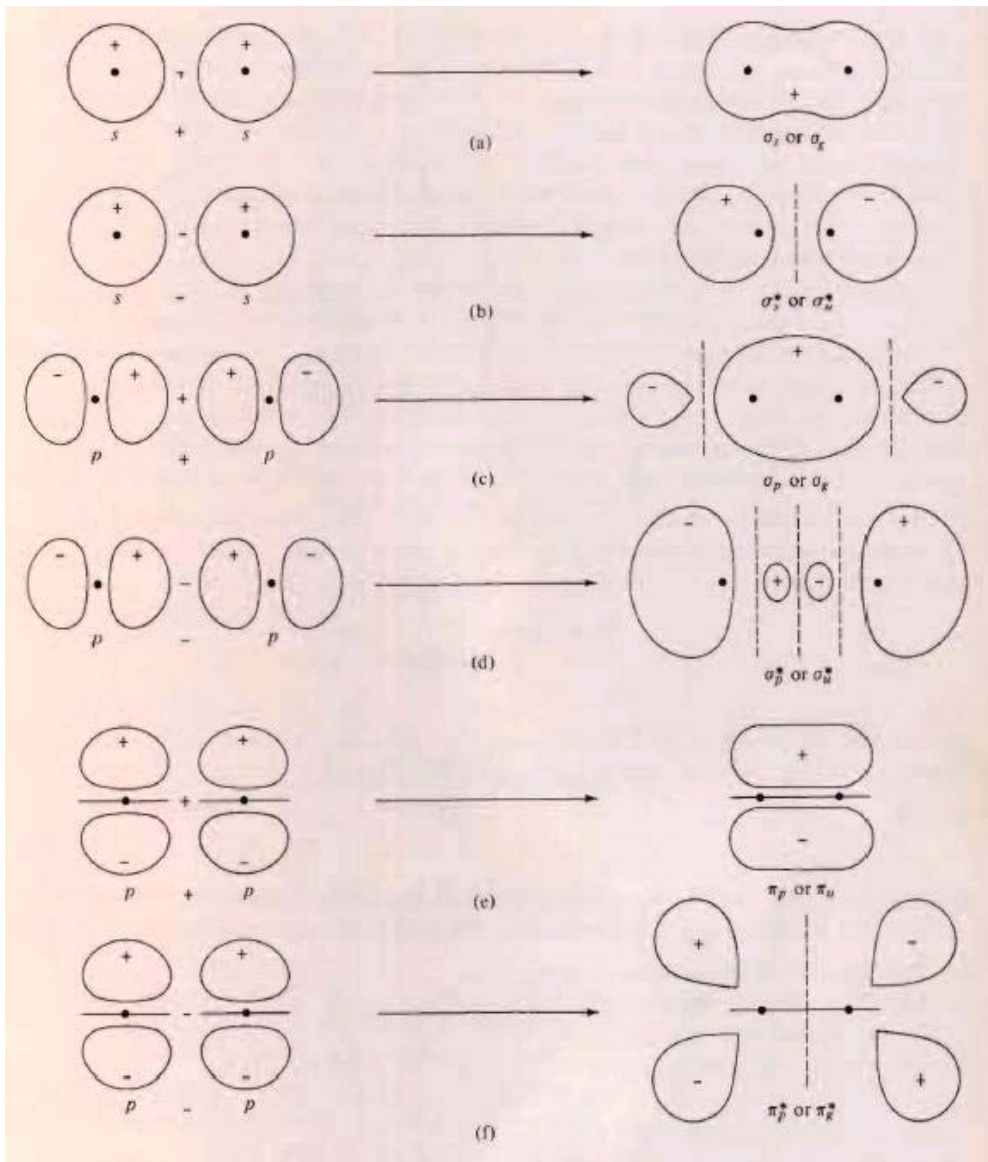 + + +
s + s
(a)
+
σs or σg
+ - +
s - s
(b)
+ -
σs* or σu*
- + + + -
p + p
(c)
- + -
σp or σg
- + - + -
p - p
(d)
- + - +
σp* or σu*
+ + +
- -
p + p
(e)
+
-
πp or πu
+ - +
- -
p - p
(f)
+ -
- +
πp* or πg*